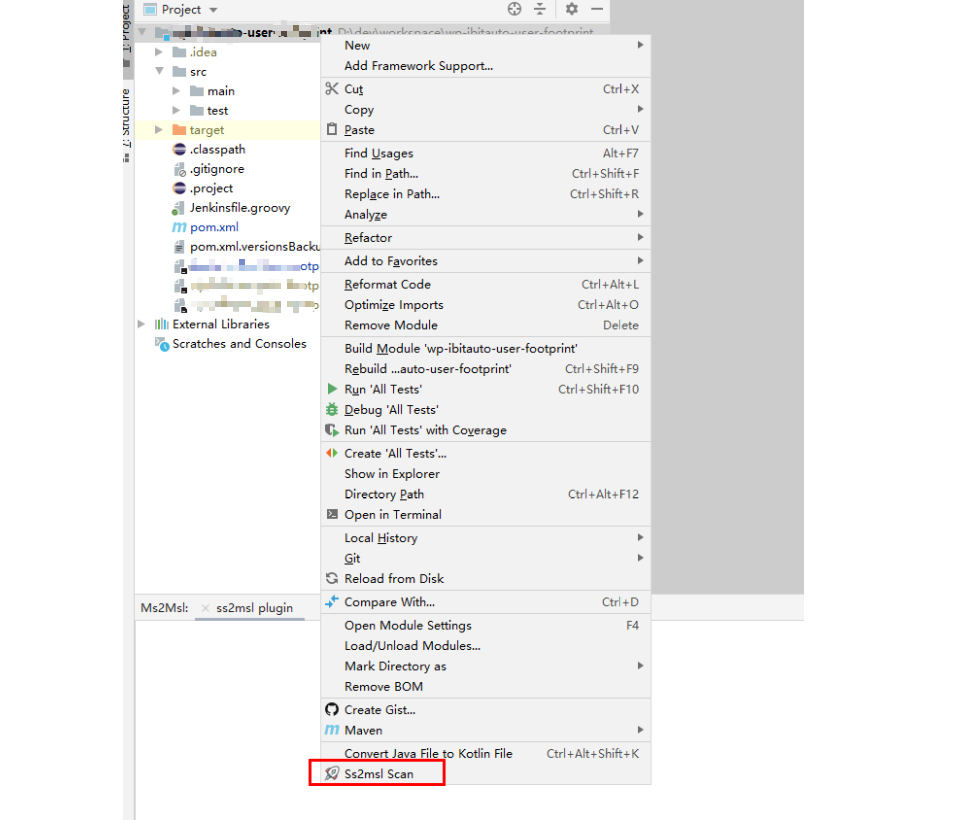 1: Project
Project
-user-
nt D:\dev\workspace\wp-ibitauto-user-footprint
.idea
src
main
test
target
.classpath
.gitignore
.project
Jenkinsfile.groovy
pom.xml
pom.xml.versionsBacku
otp
otp
External Libraries
Scratches and Consoles
7: Structure
New
Add Framework Support...
Cut Ctrl+X
Copy
Paste Ctrl+V
Find Usages Alt+F7
Find in Path... Ctrl+Shift+F
Replace in Path... Ctrl+Shift+R
Analyze
Refactor
Add to Favorites
Reformat Code Ctrl+Alt+L
Optimize Imports Ctrl+Alt+O
Remove Module Delete
Build Module 'wp-ibitauto-user-footprint'
Rebuild ...auto-user-footprint' Ctrl+Shift+F9
Run 'All Tests' Ctrl+Shift+F10
Debug 'All Tests'
Run 'All Tests' with Coverage
Create 'All Tests'...
Show in Explorer
Directory Path Ctrl+Alt+F12
Open in Terminal
Local History
Git
Reload from Disk
Compare With... Ctrl+D
Open Module Settings F4
Load/Unload Modules...
Mark Directory as
Remove BOM
Create Gist...
Maven
Convert Java File to Kotlin File Ctrl+Alt+Shift+K
Ss2msl Scan
Ms2Msl: ss2msl plugin